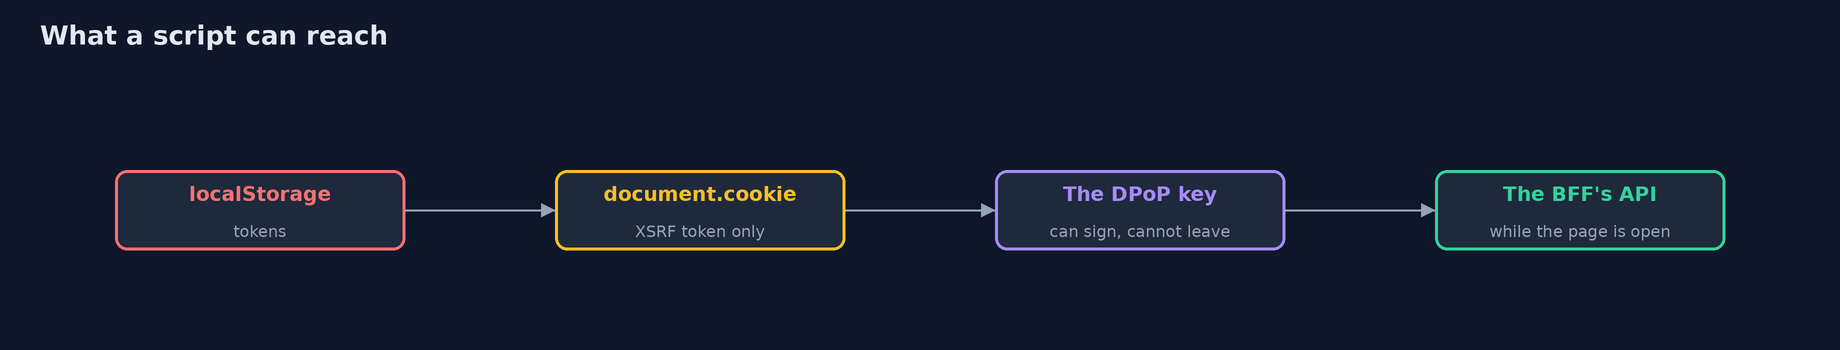 What a script can reach
localStorage
tokens
document.cookie
XSRF token only
The DPoP key
can sign, cannot leave
The BFF's API
while the page is open